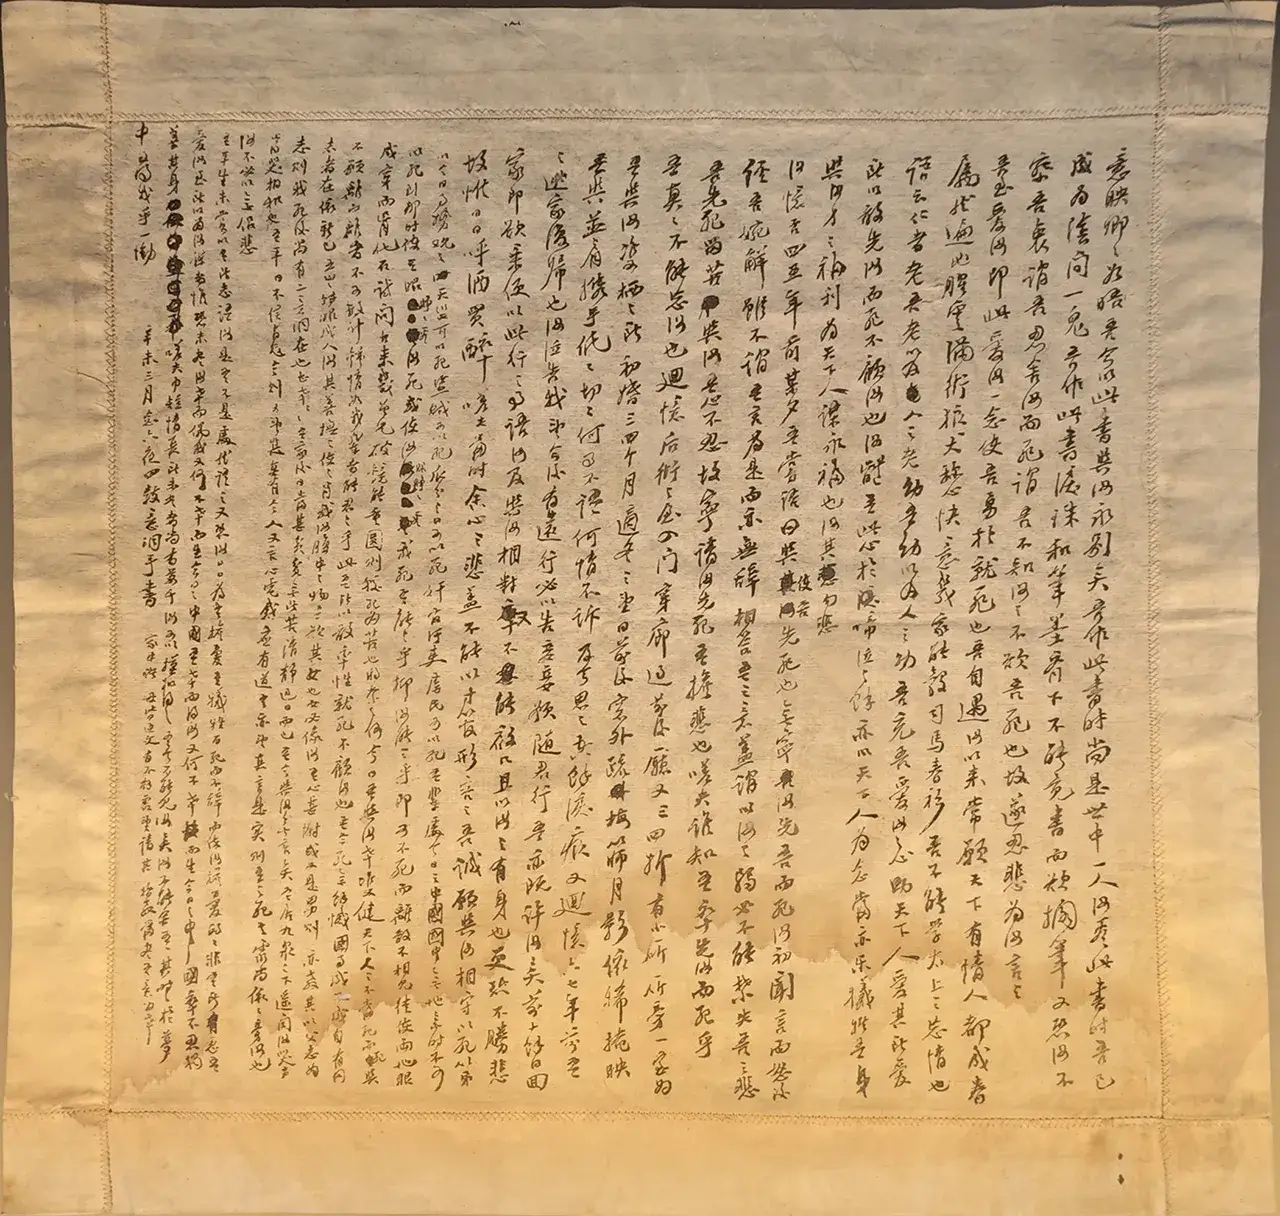 意映卿卿如晤吾今以此書與汝永別矣吾作此書時尚是世中一人汝看此書時吾已
成為陰間一鬼吾作此書淚珠和筆墨齊下不能竟書而欲擱筆又恐汝不
察吾衷謂吾忍舍汝而死謂吾不知汝之不欲吾死也故遂忍悲為汝言之
吾至愛汝即此愛汝一念使吾勇於就死也吾自遇汝以來常願天下有情人都成眷
屬然遍地腥雲滿街狼犬稱心快意幾家能彀司馬春衫吾不能學太上之忘情也
語云仁者老吾老以及人之老幼吾幼以及人之幼吾充吾愛汝之心助天下人愛其所愛
所以敢先汝而死不顧汝也汝體吾此心於啼泣之餘亦以天下人為念當亦樂犧牲吾身
與汝身之福利為天下人謀永福也汝其勿悲
汝憶否四五年前某夕吾嘗語曰與使吾先死也無寧汝先吾而死汝初聞言而怒後
經吾婉解雖不謂吾言為是而亦無辭相答吾之意蓋謂以汝之弱必不能禁失吾之悲
吾先死留苦與汝吾心不忍故寧請汝先死吾擔悲也嗟夫誰知吾卒先汝而死乎
吾真真不能忘汝也迴憶后街之屋入門穿廊過前後廳又三四折有小廳廳旁一室為
吾與汝雙栖之所初婚三四個月適冬之望日前後窗外疏梅篩月影依稀掩映
吾與並肩攜手低低切切何事不語何情不訴及今思之空餘淚痕又迴憶六七年前吾
之逃家復歸也汝泣告我望今後有遠行必以告妾妾願隨君行吾亦既許汝矣前十餘日回
家即欲乘便以此行之事語汝及與汝相對又不能啟口且以汝之有身也更恐不勝悲
故惟日日呼酒買醉嗟夫當時余心之悲蓋不能以寸管形容之吾誠願與汝相守以死第
以今日事勢觀之天災可以死盜賊可以死瓜分之日可以死奸官污吏虐民可以死吾輩處今日之中國國中無地無時不可
以死到那時使吾眼睜睜看汝死或使汝眼睜睜看我死吾能之乎抑汝能之乎即可不死而離散不相見徒使兩地眼
成穿而骨化石試問古來幾曾見破鏡能重圓則較死為苦也將奈之何今日吾與汝幸雙健天下人之不當死而死與
不願離而離者不可數計鍾情如我輩者能忍之乎此吾所以敢率性就死不顧汝也吾今死無餘憾國事成不成自有同
志者在依新已五歲轉眼成人汝其善撫之使之肖我汝腹中之物吾疑其女也女必像汝吾心甚慰或又是男則亦教其以父志為
志則我死後尚有二意洞在也甚幸甚幸吾家後日當甚貧貧無所苦清靜過日而已吾今與汝無言矣吾居九泉之下遙聞汝哭聲
當哭相和也吾平日不信有鬼今則又望其真有今人又言心電感應有道吾亦望其言是實則吾之死吾靈尚依依旁汝也
汝不必以無侶悲
吾平生未嘗以吾所志語汝是吾不是處然語之又恐汝日日為吾擔憂吾犧牲百死而不辭而使汝擔憂的的非吾所忍吾
愛汝至所以為汝謀者惟恐未盡汝幸而偶我又何不幸而生今日之中國吾幸而得汝又何不幸而生今日之中國卒不忍獨
善其身嗟夫巾短情長所未盡者尚有萬千汝可以模擬得之吾今不能見汝矣汝不能舍吾其時時於夢
中尋我乎一慟
辛未三月念六夜四鼓意洞手書
家中諸母皆通文有不解處望請其指教當盡吾意為幸